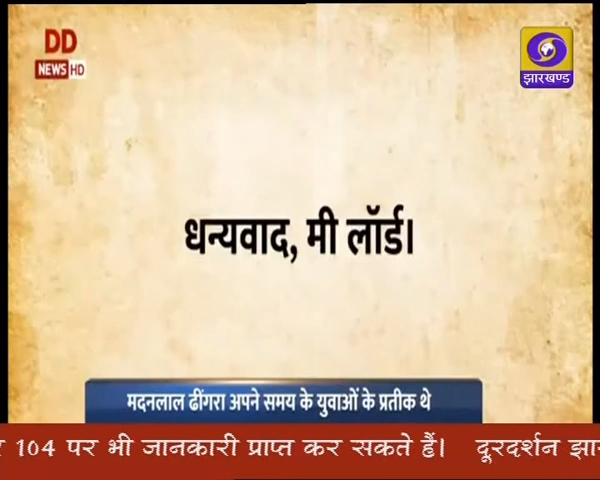 DD
NEWS HD
झारखण्ड
धन्यवाद, मी लॉर्ड।
मदनलाल ढींगरा अपने समय के युवाओं के प्रतीक थे
104 पर भी जानकारी प्राप्त कर सकते हैं। दूरदर्शन